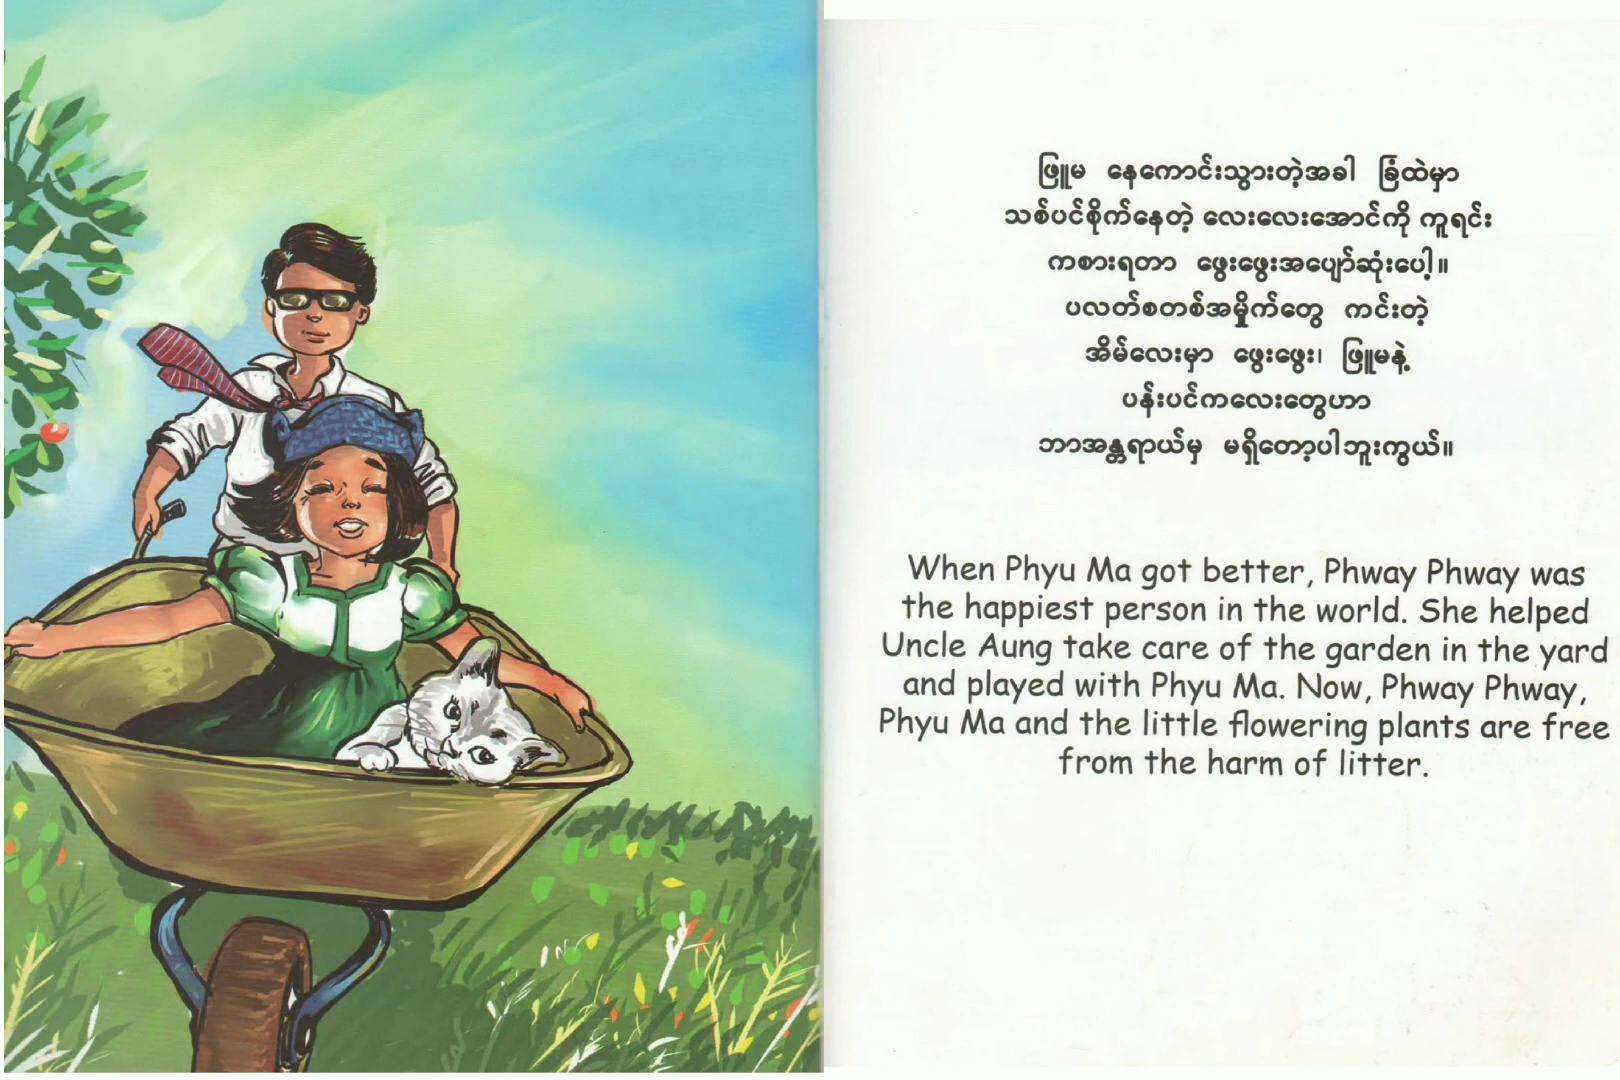 ဖြူမ နေကောင်းသွားတဲ့အခါ ခြံထဲမှာ
သစ်ပင်စိုက်နေတဲ့ လေးလေးအောင်ကို ကူရင်း
ကစားရတာ ဖွေးဖွေးအပျော်ဆုံးပေါ့။
ပလတ်စတစ်အမှိုက်တွေ ကင်းတဲ့
အိမ်လေးမှာ ဖွေးဖွေး၊ ဖြူမနဲ့
ပန်းပင်ကလေးတွေဟာ
ဘာအန္တရာယ်မှ မရှိတော့ပါဘူးကွယ်။
When Phyu Ma got better, Phway Phway was
the happiest person in the world. She helped
Uncle Aung take care of the garden in the yard
and played with Phyu Ma. Now, Phway Phway,
Phyu Ma and the little flowering plants are free
from the harm of litter.